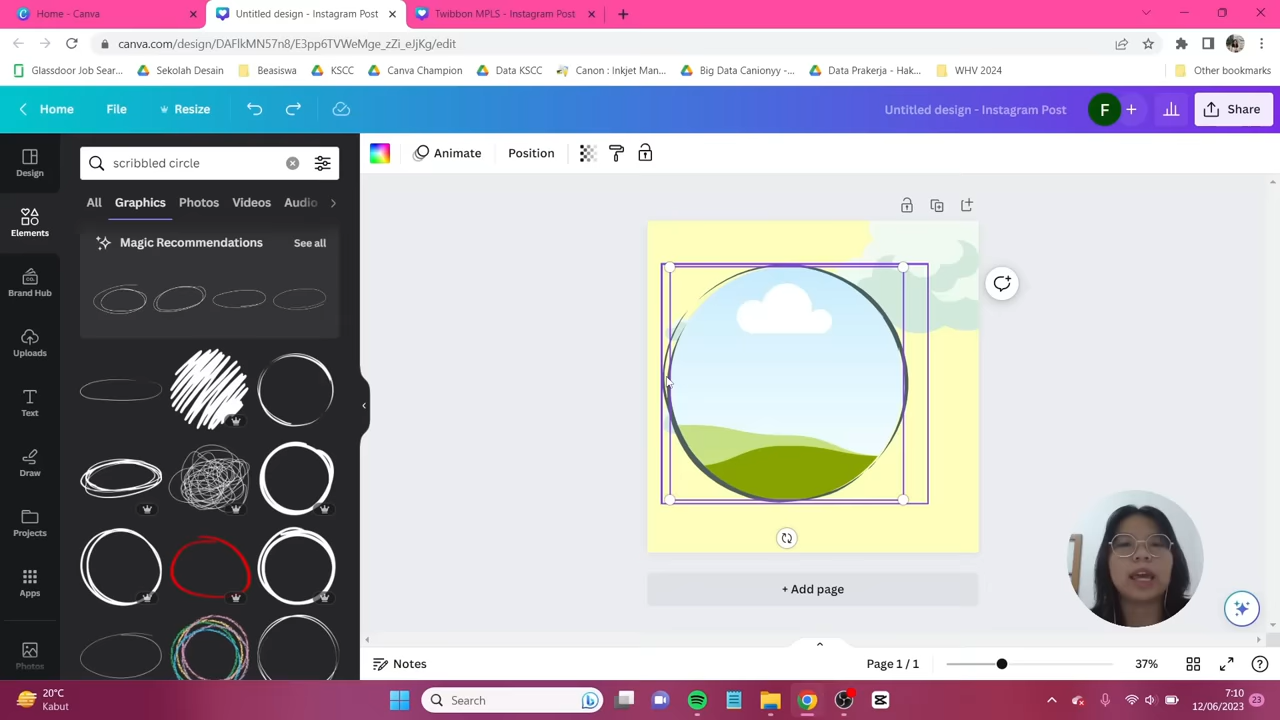 Home - Canva
Untitled design - Instagram Post
Twibbon MPLS - Instagram Post
canva.com/design/DAFlkMN57n8/E3pp6TVWeMge_zZi_eJjKg/edit
Glassdoor Job Sear...
Sekolah Desain
Beasiswa
KSCC
Canva Champion
Data KSCC
Canon : Inkjet Man...
Big Data Canionyy -...
Data Prakerja - Hak...
WHV 2024
Other bookmarks
Home
File
Resize
Untitled design - Instagram Post
F
Share
Design
Elements
Brand Hub
Uploads
Text
Draw
Projects
Apps
Photos
scribbled circle
All
Graphics
Photos
Videos
Audio
Magic Recommendations
See all
Animate
Position
+ Add page
Notes
Page 1 / 1
37%
20°C
Kabut
Search
7:10
12/06/2023
23